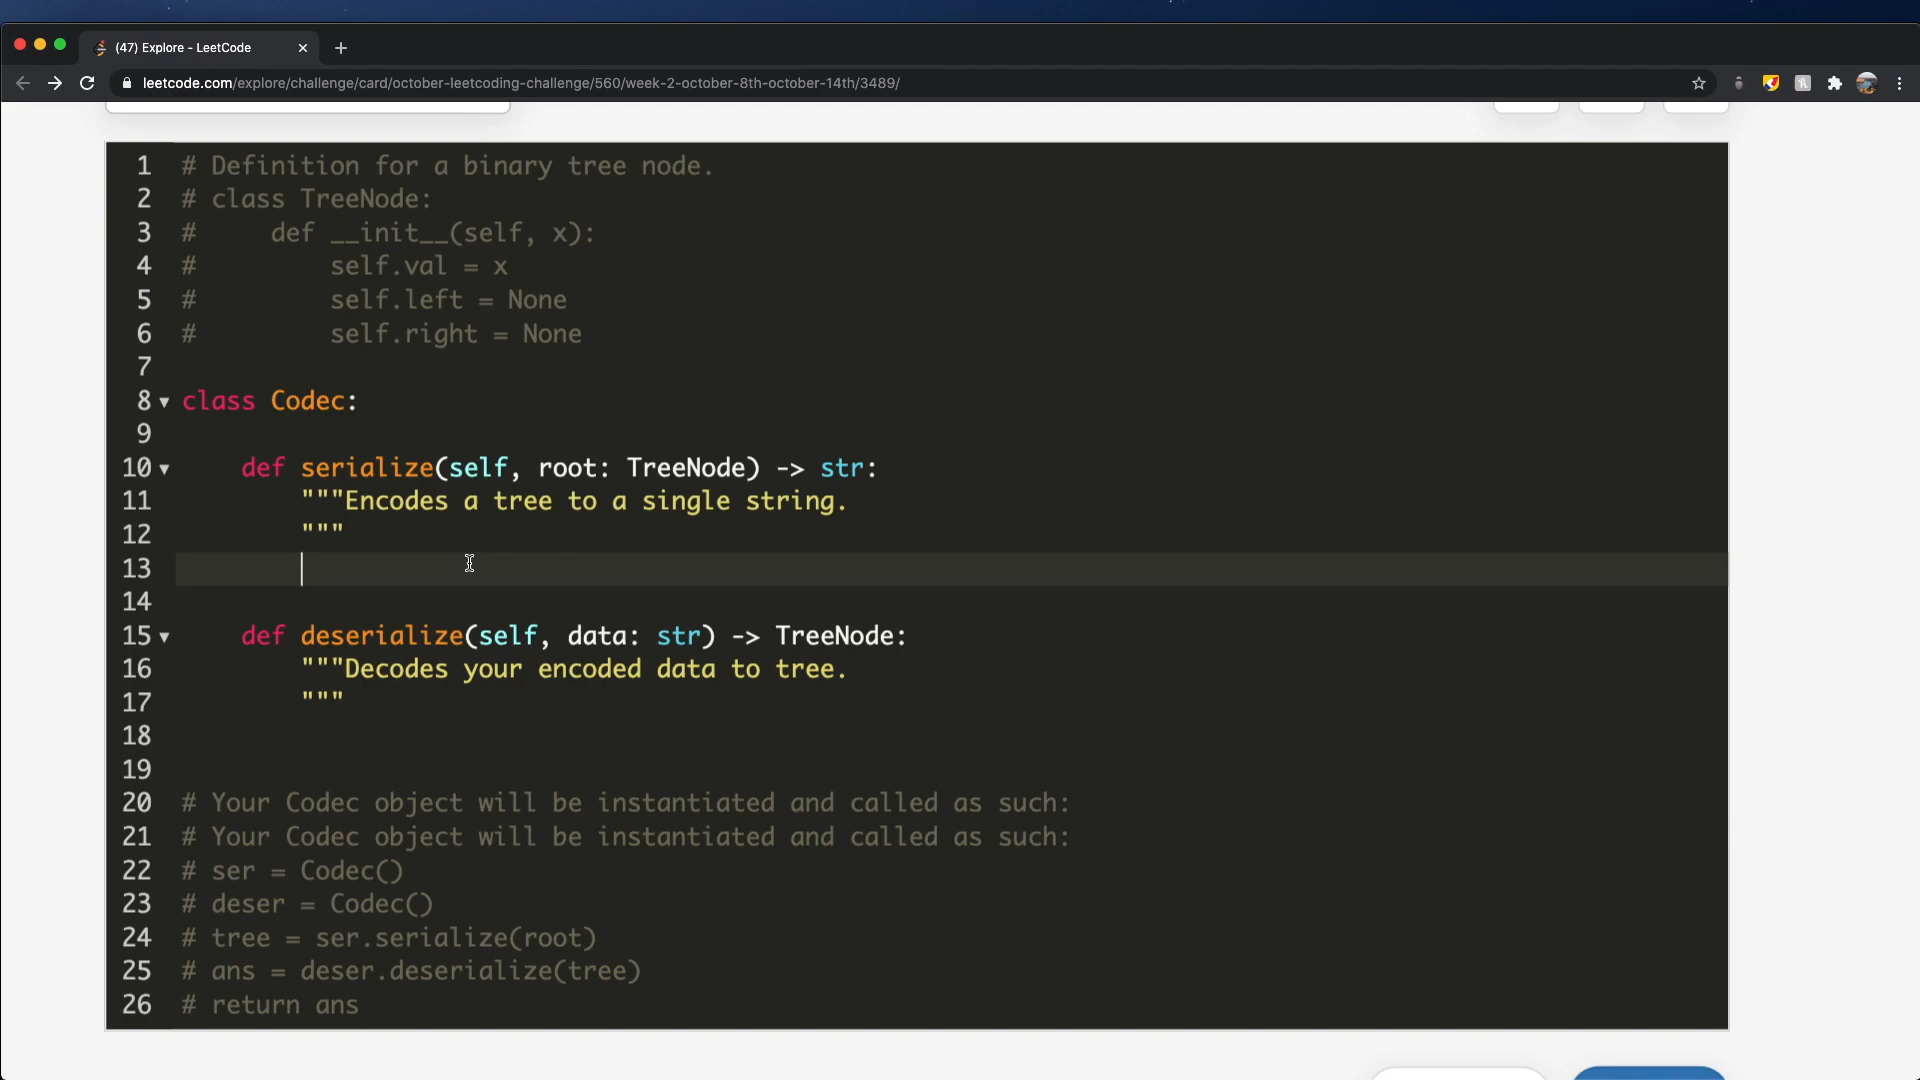 (47) Explore - LeetCode
leetcode.com/explore/challenge/card/october-leetcoding-challenge/560/week-2-october-8th-october-14th/3489/
1 # Definition for a binary tree node.
2 # class TreeNode:
3 #     def __init__(self, x):
4 #         self.val = x
5 #         self.left = None
6 #         self.right = None
7
8 class Codec:
9
10     def serialize(self, root: TreeNode) -> str:
11         """Encodes a tree to a single string.
12         """
13
14
15     def deserialize(self, data: str) -> TreeNode:
16         """Decodes your encoded data to tree.
17         """
18
19
20 # Your Codec object will be instantiated and called as such:
21 # Your Codec object will be instantiated and called as such:
22 # ser = Codec()
23 # deser = Codec()
24 # tree = ser.serialize(root)
25 # ans = deser.deserialize(tree)
26 # return ans